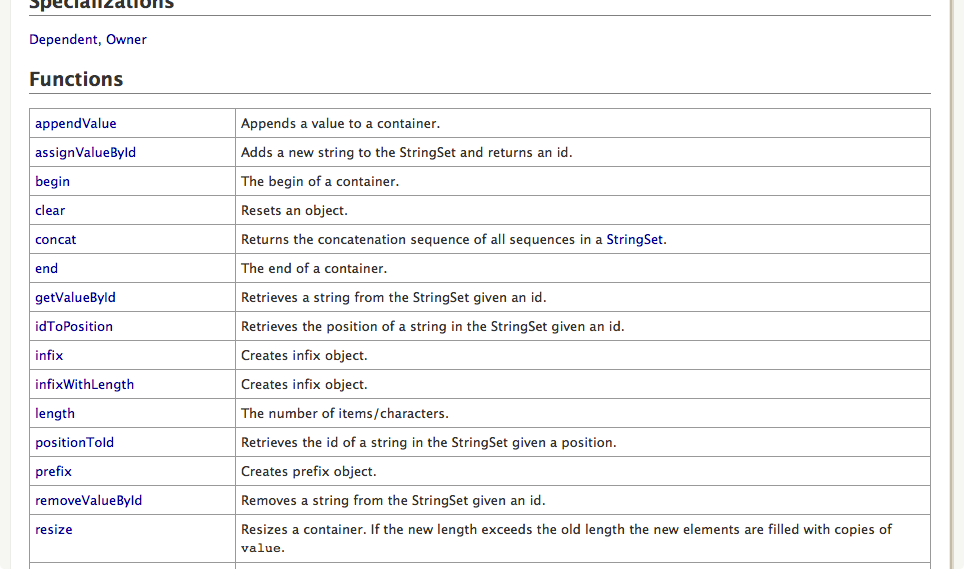 Specializations
Dependent, Owner
Functions
appendValue Appends a value to a container.
assignValueById Adds a new string to the StringSet and returns an id.
begin The begin of a container.
clear Resets an object.
concat Returns the concatenation sequence of all sequences in a StringSet.
end The end of a container.
getValueById Retrieves a string from the StringSet given an id.
idToPosition Retrieves the position of a string in the StringSet given an id.
infix Creates infix object.
infixWithLength Creates infix object.
length The number of items/characters.
positionToId Retrieves the id of a string in the StringSet given a position.
prefix Creates prefix object.
removeValueById Removes a string from the StringSet given an id.
resize Resizes a container. If the new length exceeds the old length the new elements are filled with copies of
value.